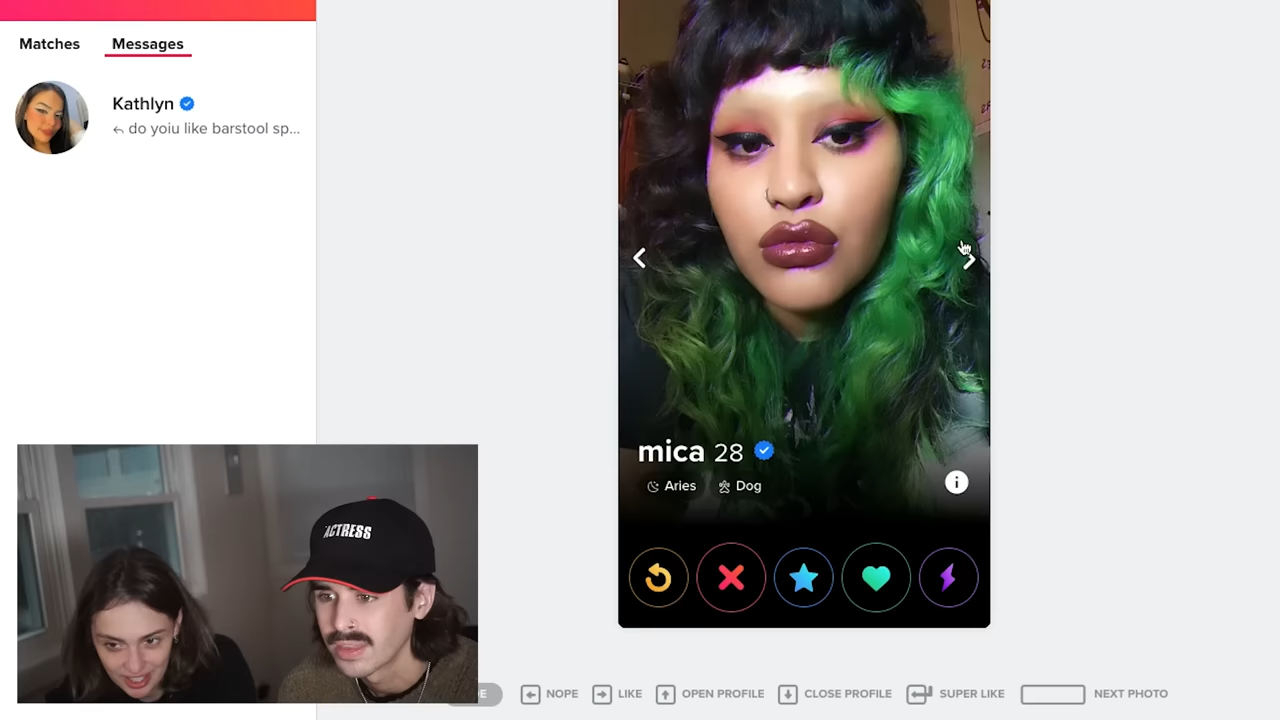 Matches Messages
Kathlyn
do yoiu like barstool sp...
mica 28
Aries Dog
ACTRESS
NOPE LIKE OPEN PROFILE CLOSE PROFILE SUPER LIKE NEXT PHOTO